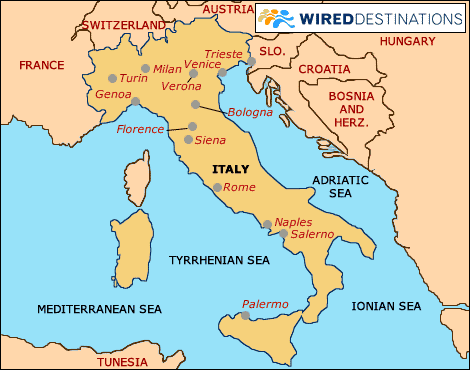 AUSTRIA
WIREDDESTINATIONS
SWITZERLAND
HUNGARY
FRANCE
Trieste
SLO.
Milan
Venice
CROATIA
Turin
Verona
Genoa
BOSNIA
AND
HERZ.
Bologna
Florence
Siena
ITALY
ADRIATIC
SEA
Rome
Naples
Salerno
TYRRHENIAN SEA
Palermo
MEDITERRANEAN SEA
IONIAN SEA
TUNISIA